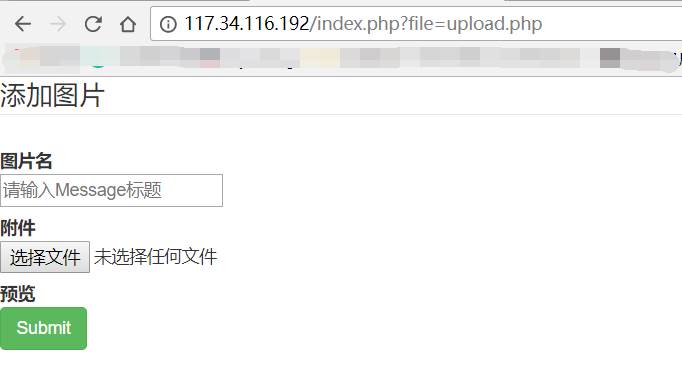 117.34.116.192/index.php?file=upload.php
添加图片
图片名
请输入Message标题
附件
选择文件 未选择任何文件
预览
Submit